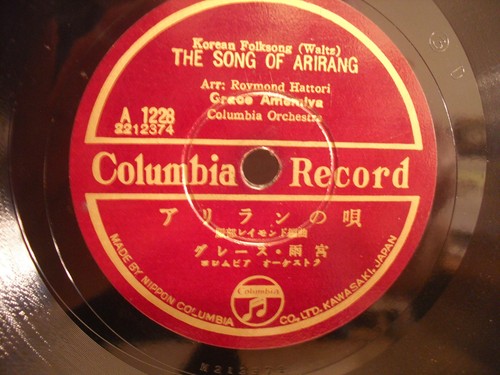 Korean Folksong (Waltz)
THE SONG OF ARIRANG
Arr: Roymond Hattori
Grace Amemiya
Columbia Orchestra
A 1228
2212374
Columbia Record
アリランの唄
服部レイモンド編曲
グレース・雨宮
コロムビア オーケストラ
Columbia
MADE BY NIPPON COLUMBIA CO., LTD. KAWASAKI, JAPAN